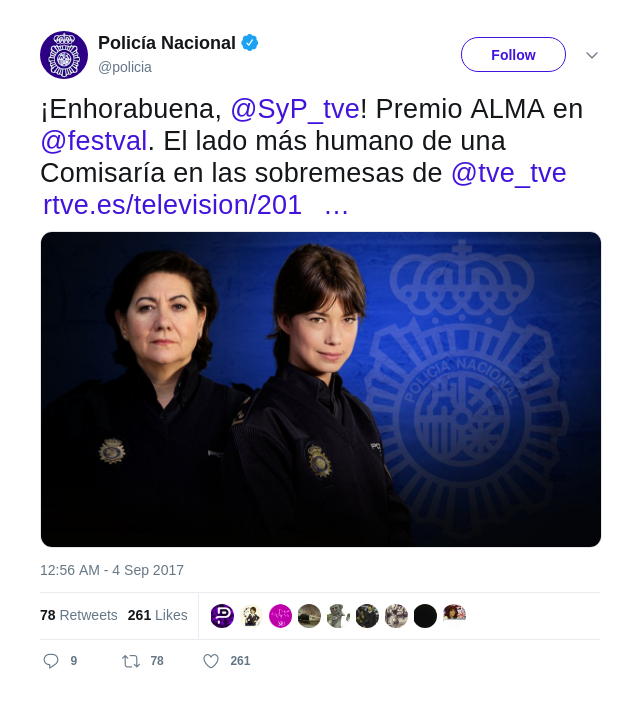 Policía Nacional
@policia
Follow
¡Enhorabuena, @SyP_tve! Premio ALMA en
@festval. El lado más humano de una
Comisaría en las sobremesas de @tve_tve
rtve.es/television/201 …
POLICÍA NACIONAL
12:56 AM - 4 Sep 2017
78 Retweets 261 Likes
9 78 261